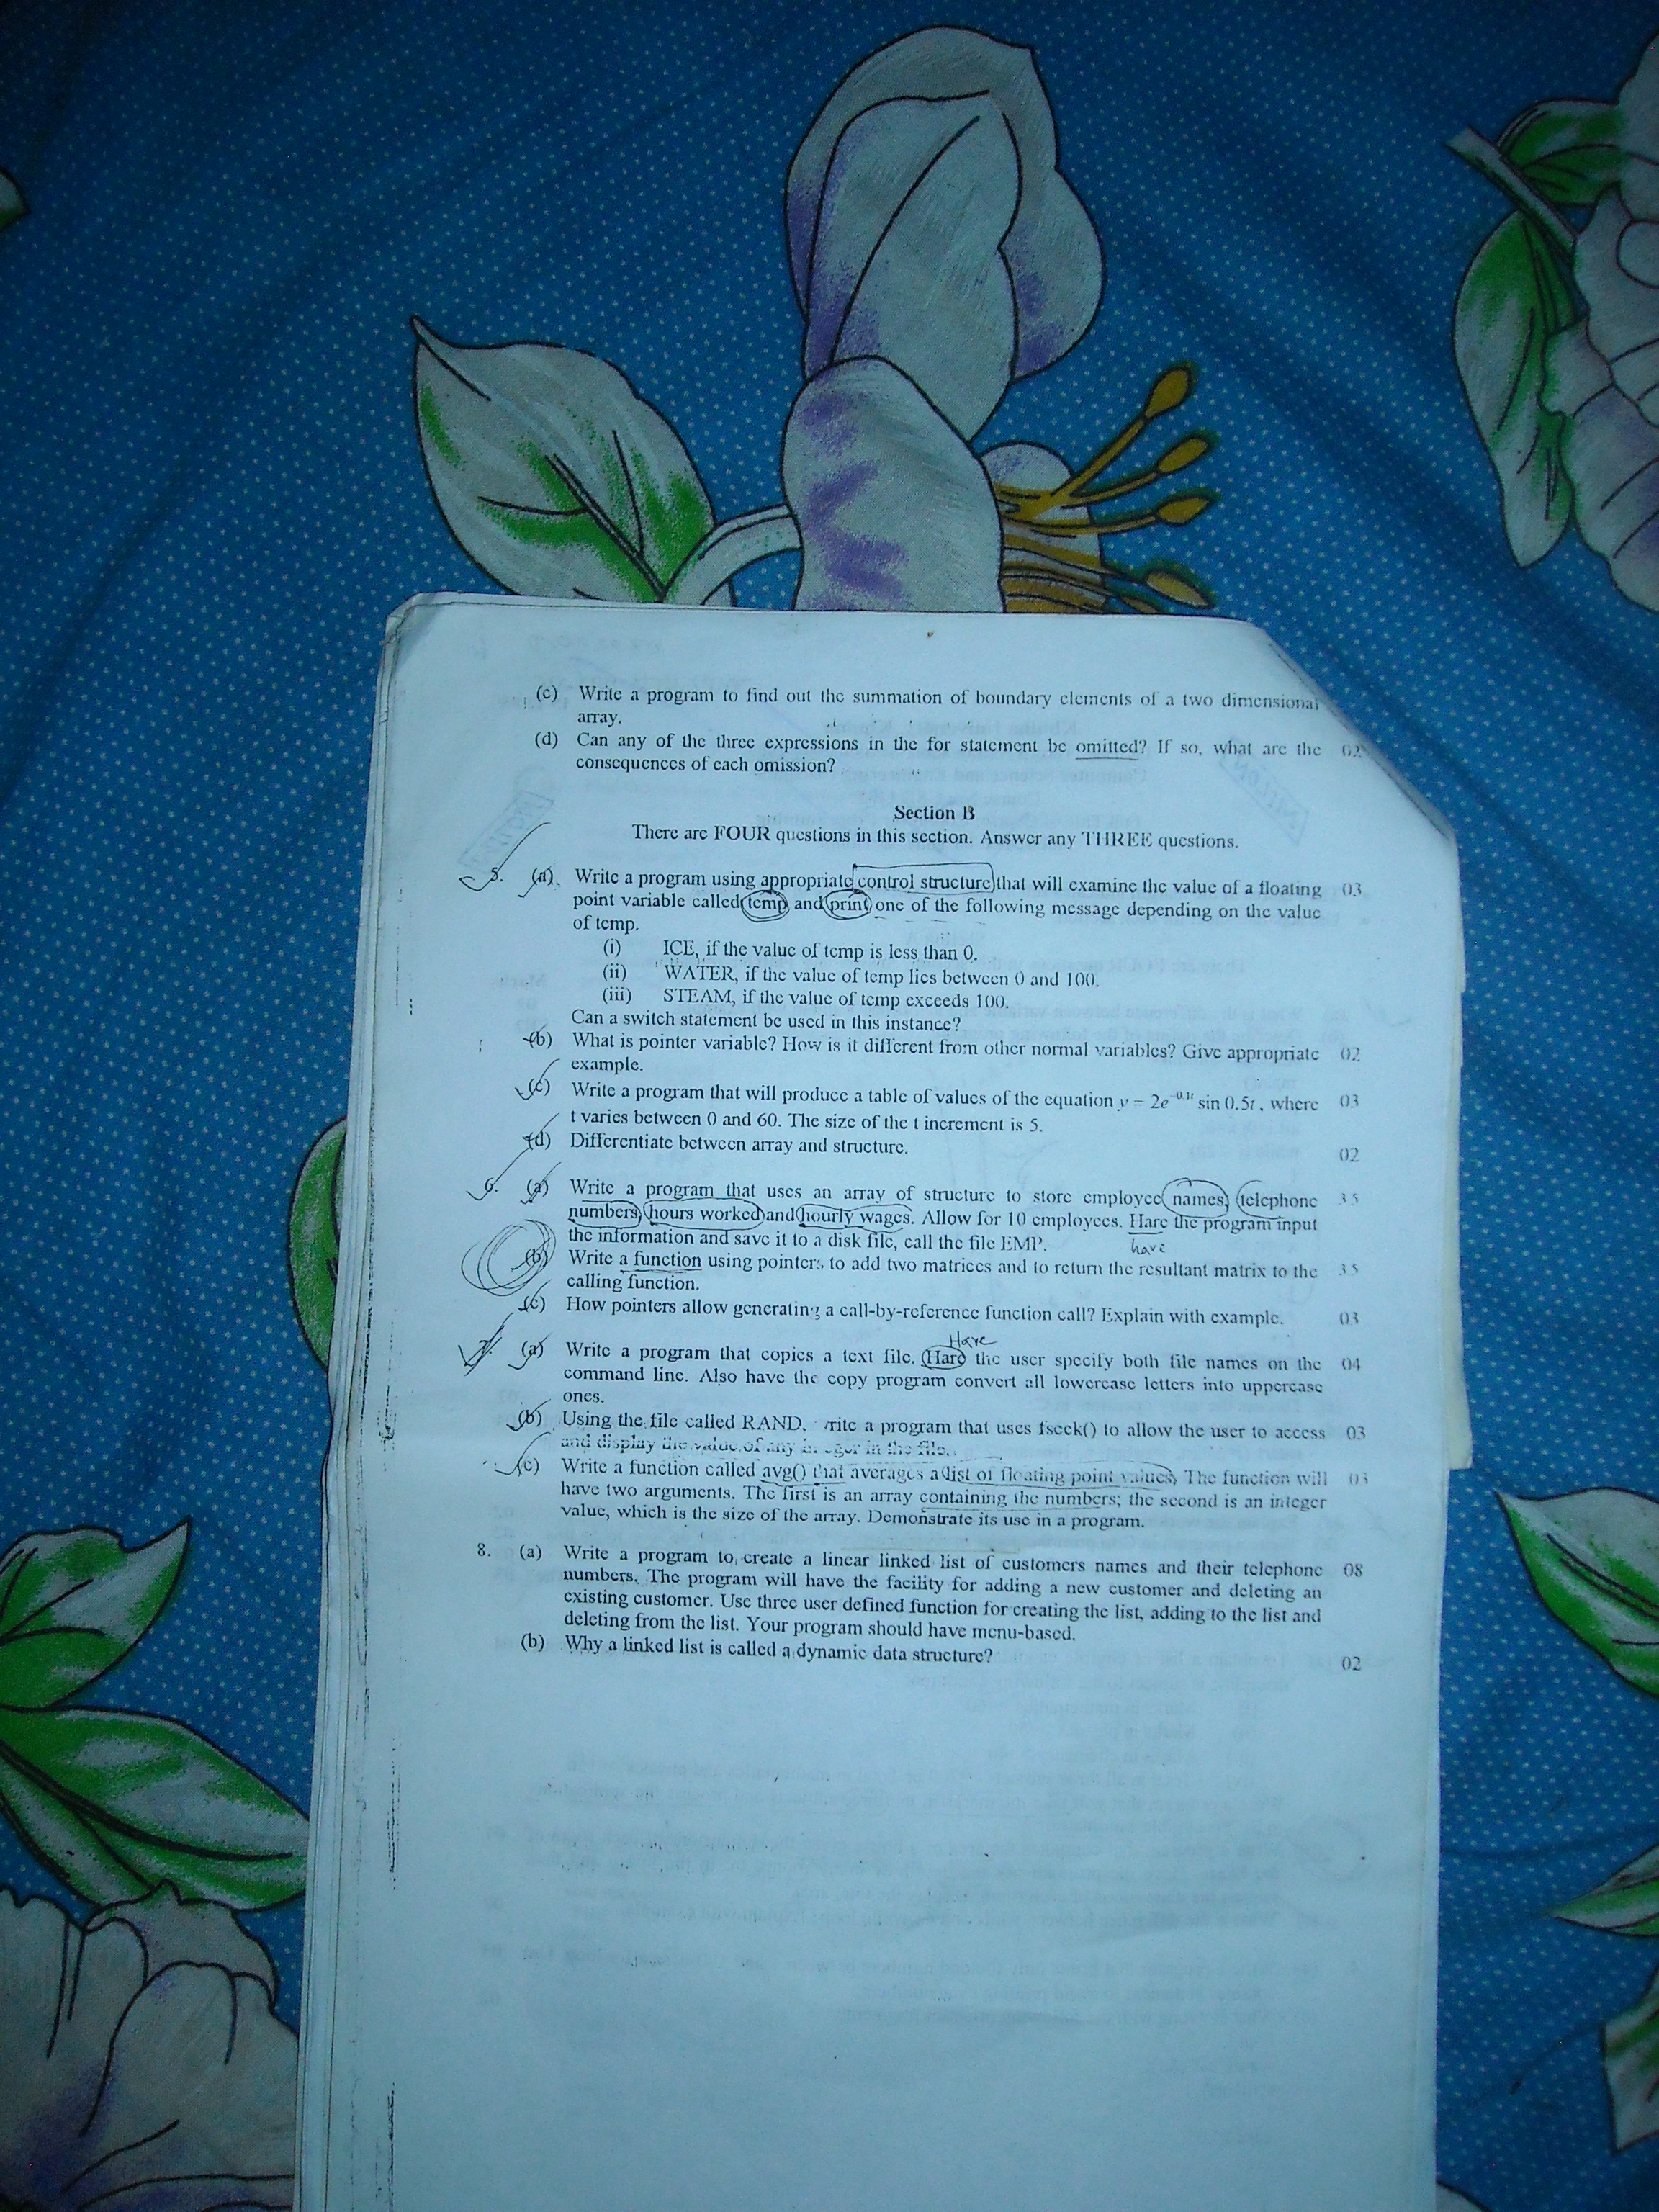 (c) Write a program to find out the summation of boundary elements of a two dimensional
array.
(d) Can any of the three expressions in the for statement be omitted? If so, what are the 02
consequences of each omission?
Section B
There are FOUR questions in this section. Answer any THREE questions.
5. (a) Write a program using appropriate control structure that will examine the value of a floating 03
point variable called temp and print one of the following message depending on the value
of temp.
(i) ICE, if the value of temp is less than 0.
(ii) WATER, if the value of temp lies between 0 and 100.
(iii) STEAM, if the value of temp exceeds 100.
Can a switch statement be used in this instance?
(b) What is pointer variable? How is it different from other normal variables? Give appropriate 02
example.
(c) Write a program that will produce a table of values of the equation y = 2e^-0.1t sin 0.5t, where 03
t varies between 0 and 60. The size of the t increment is 5.
(d) Differentiate between array and structure. 02
6. (a) Write a program that uses an array of structure to store employee names, telephone 3.5
numbers, hours worked and hourly wages. Allow for 10 employees. Hare the program input
have
the information and save it to a disk file, call the file EMP.
(b) Write a function using pointers to add two matrices and to return the resultant matrix to the 3.5
calling function.
(c) How pointers allow generating a call-by-reference function call? Explain with example. 03
Have
7. (a) Write a program that copies a text file. Hare the user specify both file names on the 04
command line. Also have the copy program convert all lowercase letters into uppercase
ones.
(b) Using the file called RAND, rite a program that uses fseek() to allow the user to access 03
and display the value of any in eger in the file.
(c) Write a function called avg() that averages a list of floating point values. The function will 03
have two arguments. The first is an array containing the numbers; the second is an integer
value, which is the size of the array. Demonstrate its use in a program.
8. (a) Write a program to create a linear linked list of customers names and their telephone 08
numbers. The program will have the facility for adding a new customer and deleting an
existing customer. Use three user defined function for creating the list, adding to the list and
deleting from the list. Your program should have menu-based.
(b) Why a linked list is called a dynamic data structure? 02